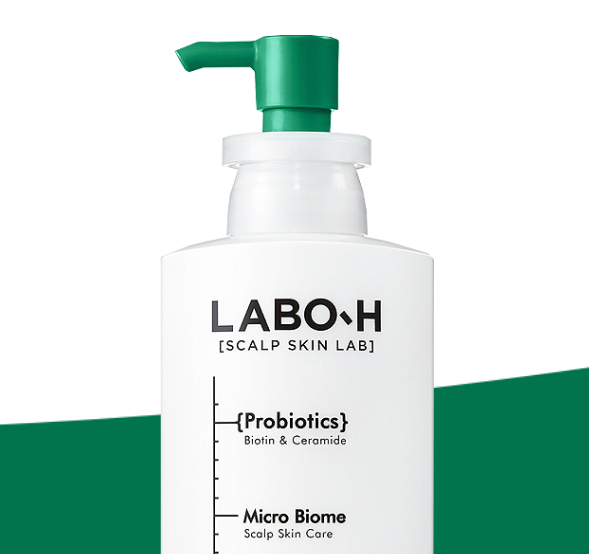 LABO-H
[SCALP SKIN LAB]
{Probiotics}
Biotin & Ceramide
Micro Biome
Scalp Skin Care